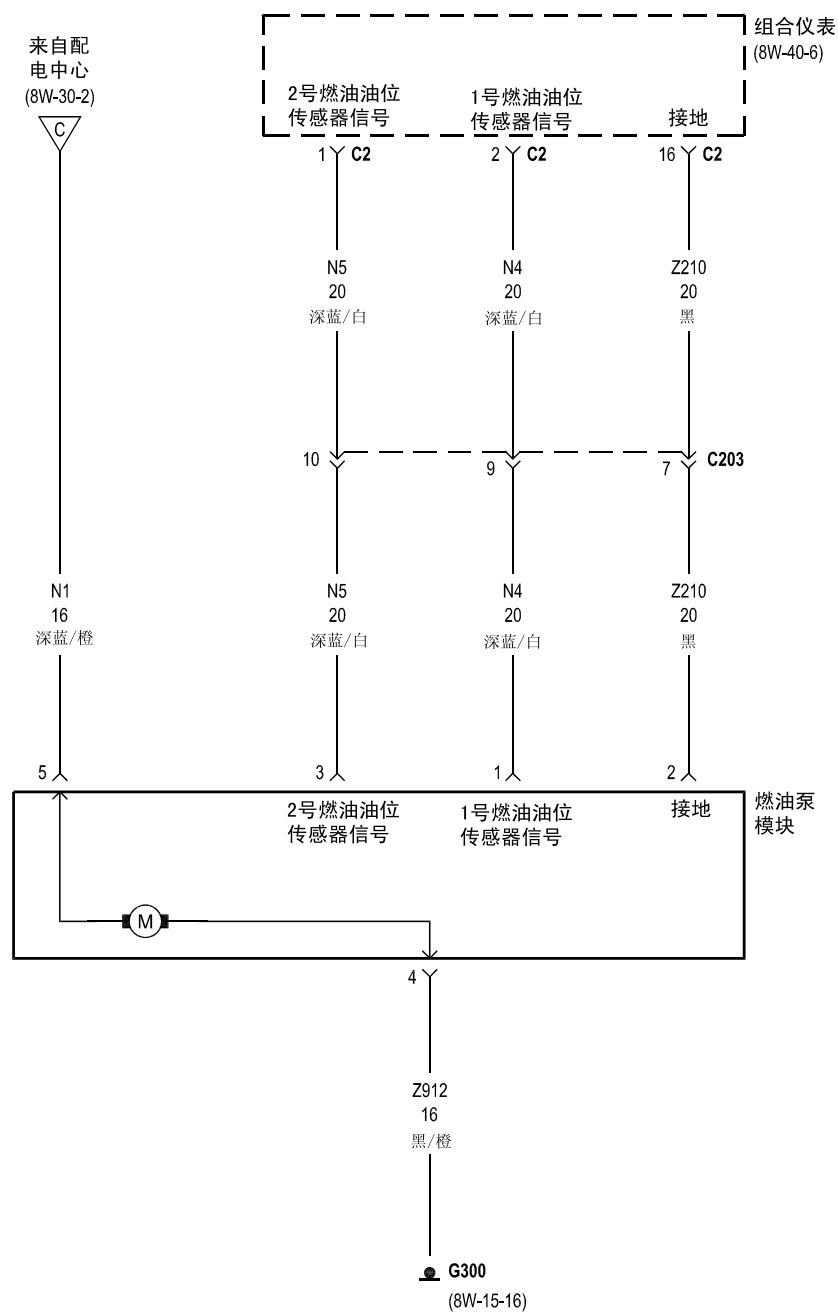 来自配
电中心
(8W-30-2)
C
组合仪表
(8W-40-6)
2号燃油油位
传感器信号
1号燃油油位
传感器信号
接地
1 C2
2 C2
16 C2
N5
20
深蓝/白
N4
20
深蓝/白
Z210
20
黑
10
9
7
C203
N1
16
深蓝/橙
N5
20
深蓝/白
N4
20
深蓝/白
Z210
20
黑
5
3
1
2
2号燃油油位
传感器信号
1号燃油油位
传感器信号
接地
燃油泵
模块
M
4
Z912
16
黑/橙
G300
(8W-15-16)